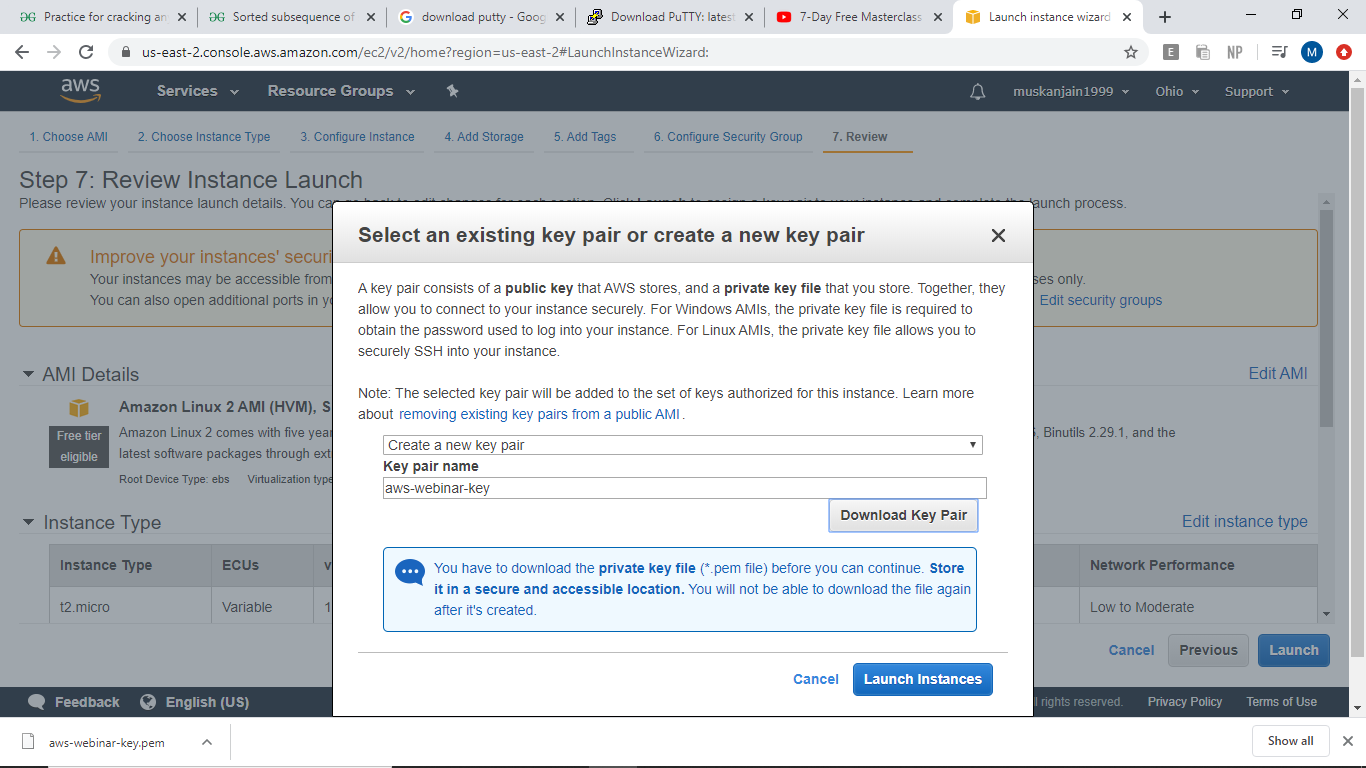 Practice for cracking an
Sorted subsequence of
download putty - Goog
Download PuTTY: latest
7-Day Free Masterclass
Launch instance wizard
us-east-2.console.aws.amazon.com/ec2/v2/home?region=us-east-2#LaunchInstanceWizard:
E
NP
M
aws
Services
Resource Groups
muskanjain1999
Ohio
Support
1. Choose AMI
2. Choose Instance Type
3. Configure Instance
4. Add Storage
5. Add Tags
6. Configure Security Group
7. Review
Step 7: Review Instance Launch
Please review your instance launch details. You can go back to edit changes for each section. Click Launch to assign a key pair to your instance and complete the launch process.
Improve your instances' securi
Your instances may be accessible from
ses only.
You can also open additional ports in yo
Edit security groups
Select an existing key pair or create a new key pair
A key pair consists of a public key that AWS stores, and a private key file that you store. Together, they
allow you to connect to your instance securely. For Windows AMIs, the private key file is required to
obtain the password used to log into your instance. For Linux AMIs, the private key file allows you to
securely SSH into your instance.
Note: The selected key pair will be added to the set of keys authorized for this instance. Learn more
about removing existing key pairs from a public AMI .
Create a new key pair
Key pair name
aws-webinar-key
Download Key Pair
You have to download the private key file (*.pem file) before you can continue. Store
it in a secure and accessible location. You will not be able to download the file again
after it's created.
Cancel
Launch Instances
AMI Details
Edit AMI
Amazon Linux 2 AMI (HVM), S
Free tier
eligible
Amazon Linux 2 comes with five year
, Binutils 2.29.1, and the
latest software packages through ext
Root Device Type: ebs
Virtualization type
Instance Type
Edit instance type
Instance Type
ECUs
v
Network Performance
t2.micro
Variable
1
Low to Moderate
Cancel
Previous
Launch
Feedback
English (US)
l rights reserved.
Privacy Policy
Terms of Use
aws-webinar-key.pem
Show all